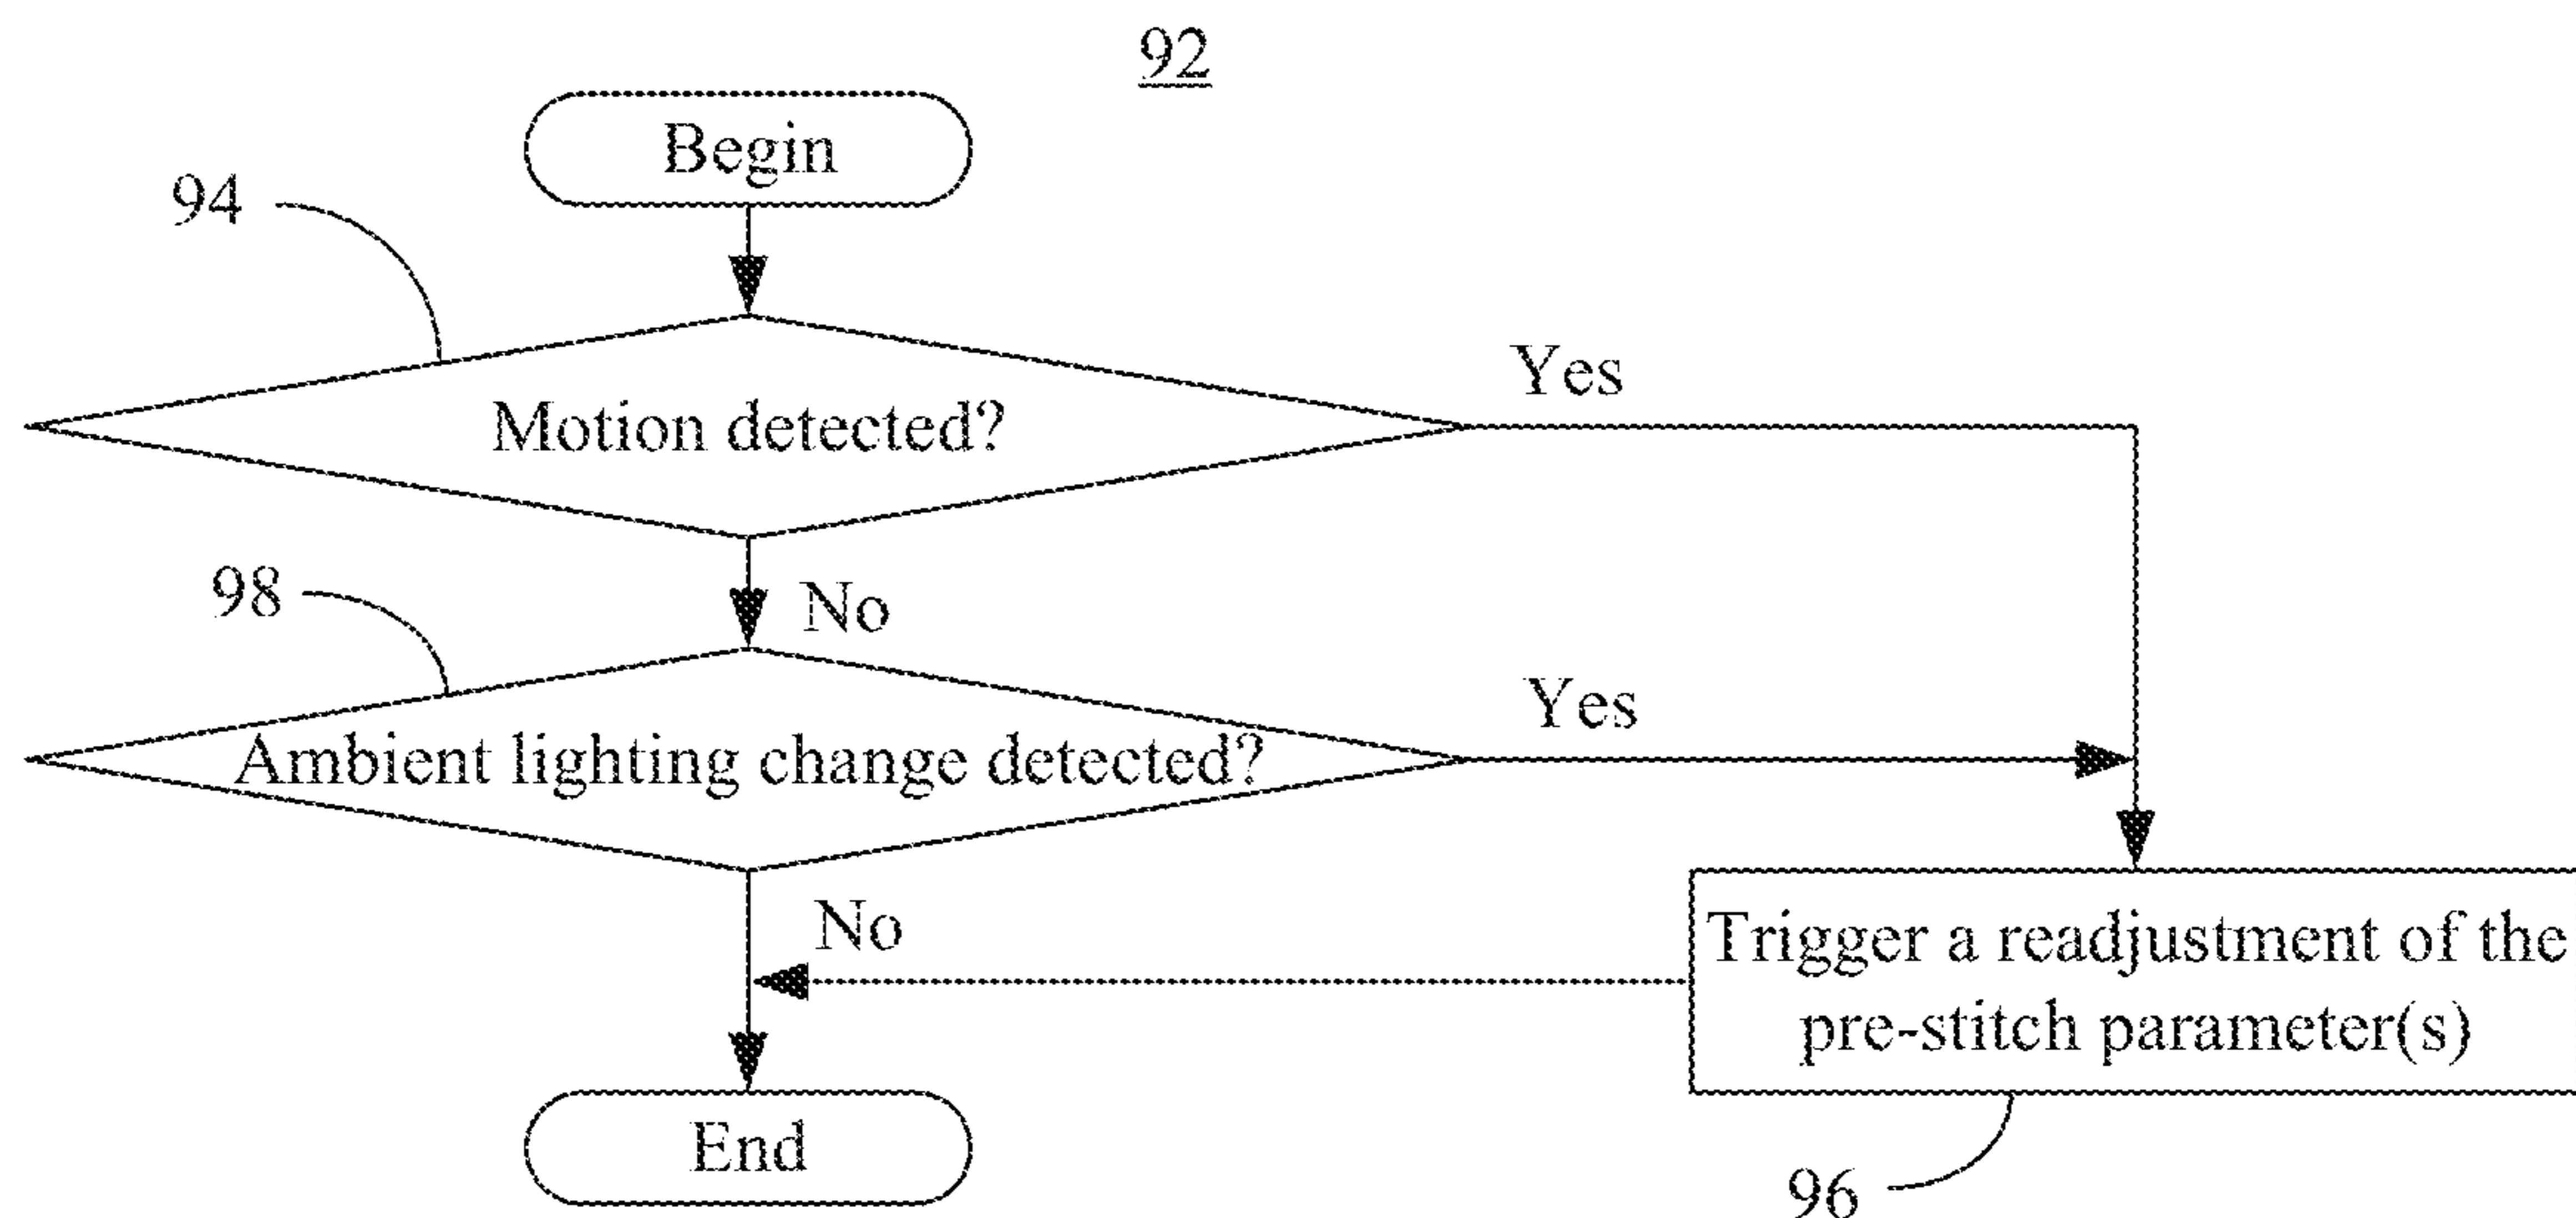 92
Begin
94
Motion detected?
Yes
No
98
Ambient lighting change detected?
Yes
No
Trigger a readjustment of the
pre-stitch parameter(s)
End
96